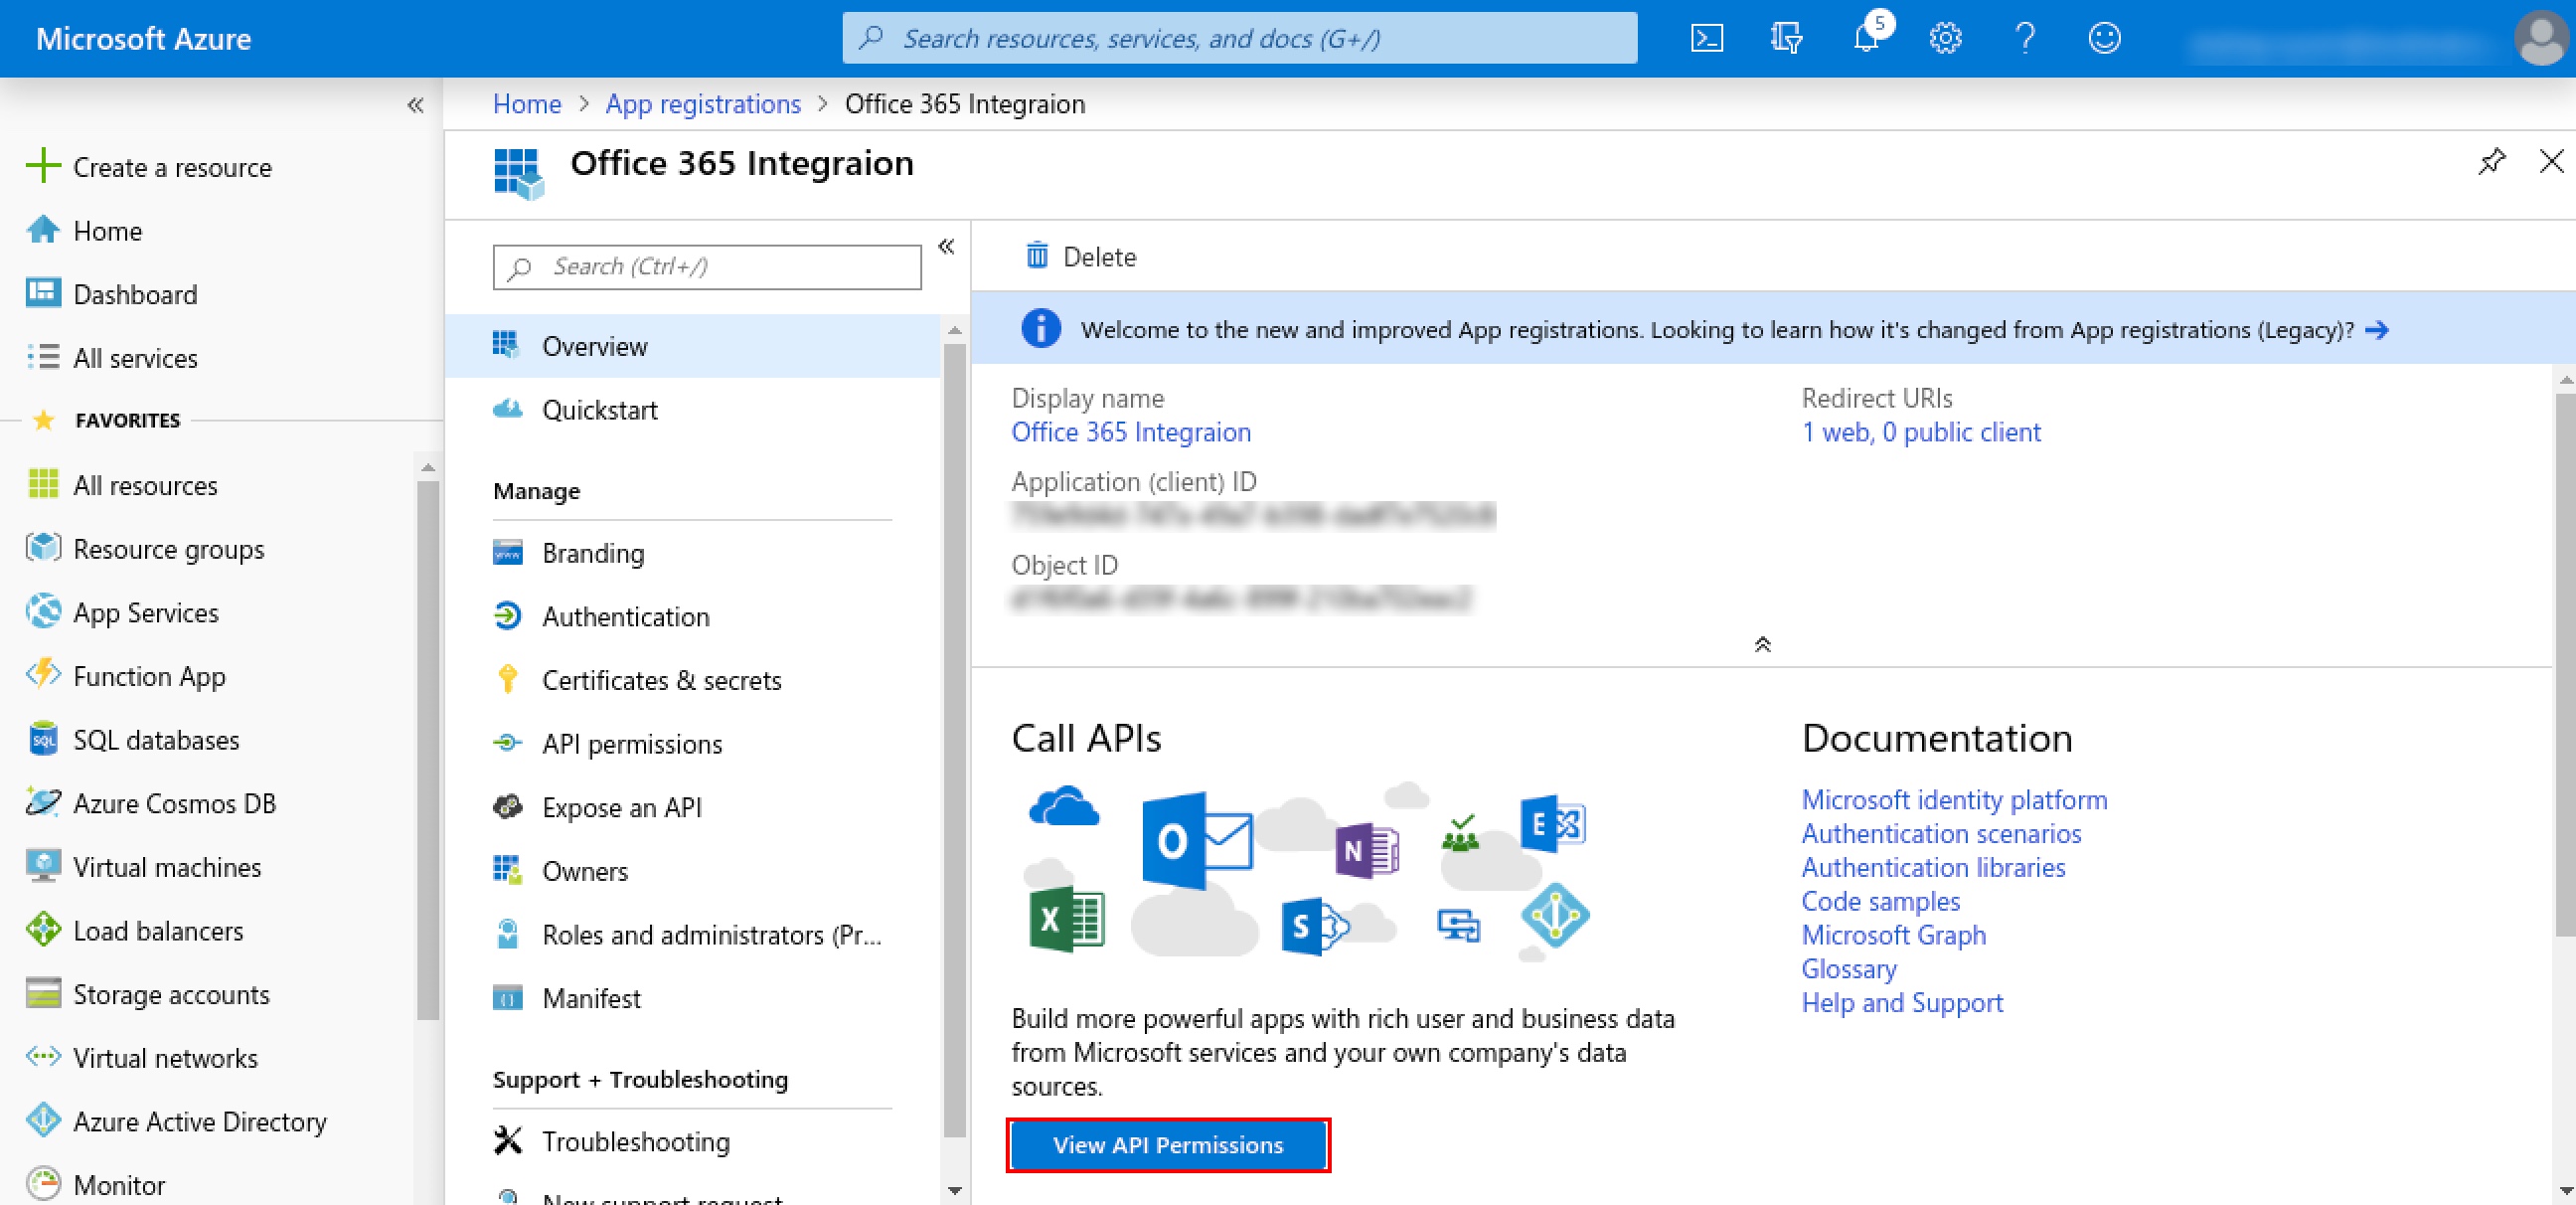 Microsoft Azure
Search resources, services, and docs (G+/)
5
Home > App registrations > Office 365 Integraion
Create a resource
Home
Dashboard
All services
FAVORITES
All resources
Resource groups
App Services
Function App
SQL databases
Azure Cosmos DB
Virtual machines
Load balancers
Storage accounts
Virtual networks
Azure Active Directory
Monitor
Office 365 Integraion
Search (Ctrl+/)
Overview
Quickstart
Manage
Branding
Authentication
Certificates & secrets
API permissions
Expose an API
Owners
Roles and administrators (Pr...
Manifest
Support + Troubleshooting
Troubleshooting
New support request
Delete
Welcome to the new and improved App registrations. Looking to learn how it's changed from App registrations (Legacy)?
Display name
Office 365 Integraion
Application (client) ID
Object ID
Redirect URIs
1 web, 0 public client
Call APIs
Build more powerful apps with rich user and business data
from Microsoft services and your own company's data
sources.
View API Permissions
Documentation
Microsoft identity platform
Authentication scenarios
Authentication libraries
Code samples
Microsoft Graph
Glossary
Help and Support